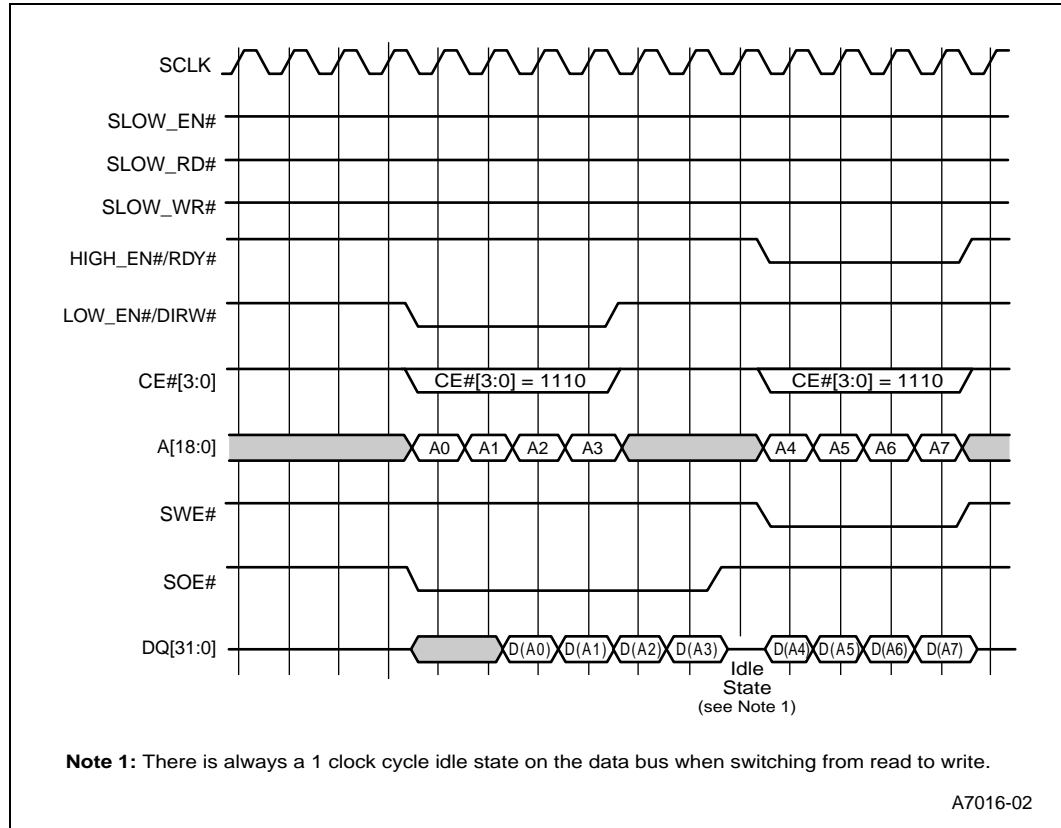 SCLK
SLOW_EN#
SLOW_RD#
SLOW_WR#
HIGH_EN#/RDY#
LOW_EN#/DIRW#
CE#[3:0]
CE#[3:0] = 1110
CE#[3:0] = 1110
A[18:0]
A0 A1 A2 A3 A4 A5 A6 A7
SWE#
SOE#
DQ[31:0]
D(A0) D(A1) D(A2) D(A3) D(A4) D(A5) D(A6) D(A7)
Idle
State
(see Note 1)
Note 1: There is always a 1 clock cycle idle state on the data bus when switching from read to write.
A7016-02